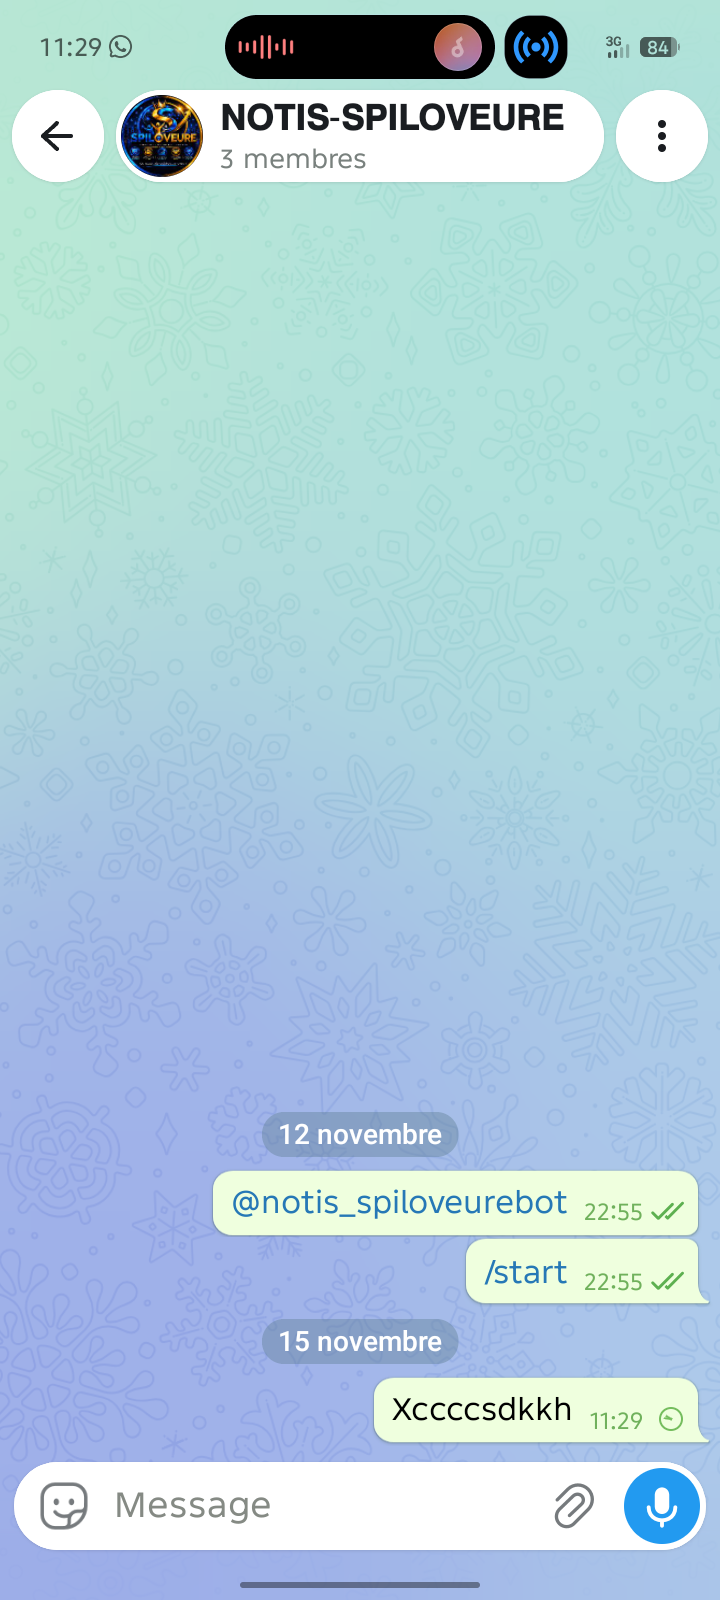 11:29
3G
84
SPILOVEURE
NOTIS-SPILOVEURE
3 membres
12 novembre
@notis_spiloveurebot 22:55
/start 22:55
15 novembre
Xccccsdkkh 11:29
Message